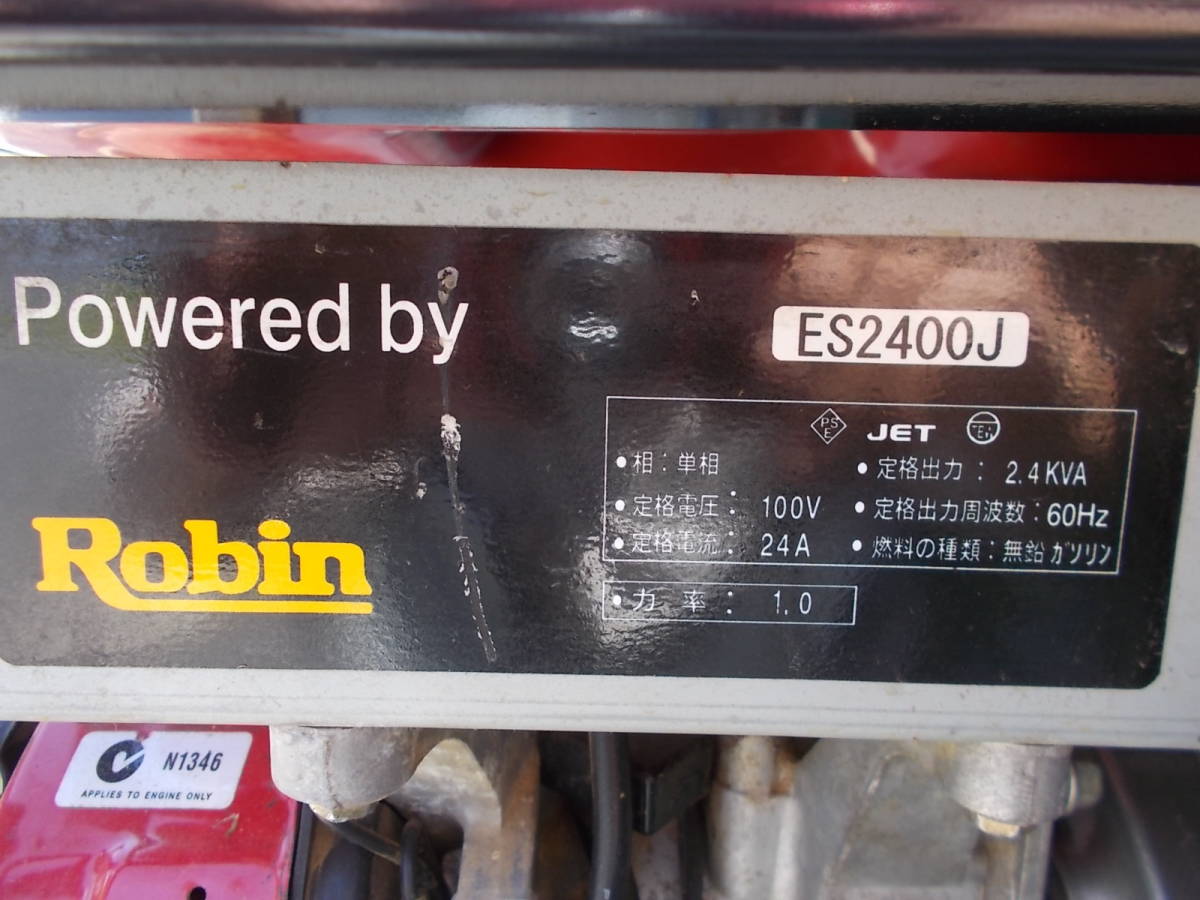 Powered by
ES2400J
Robin
PS
E
JET
TEW
• 相：単相
• 定格出力： 2.4KVA
• 定格電圧： 100V
• 定格出力周波数：60Hz
• 定格電流： 24A
• 燃料の種類：無鉛ガソリン
• 力 率： 1.0
N1346
APPLIES TO ENGINE ONLY